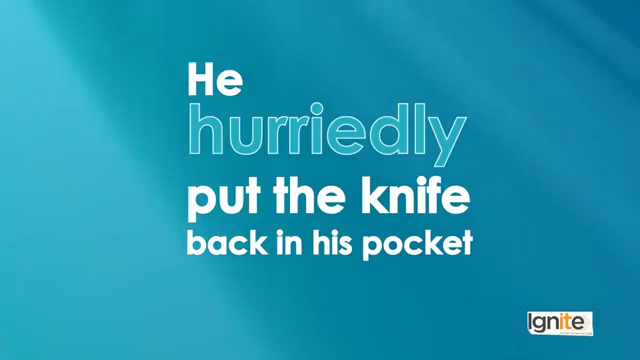 He
hurriedly
put the knife
back in his pocket
Ignite